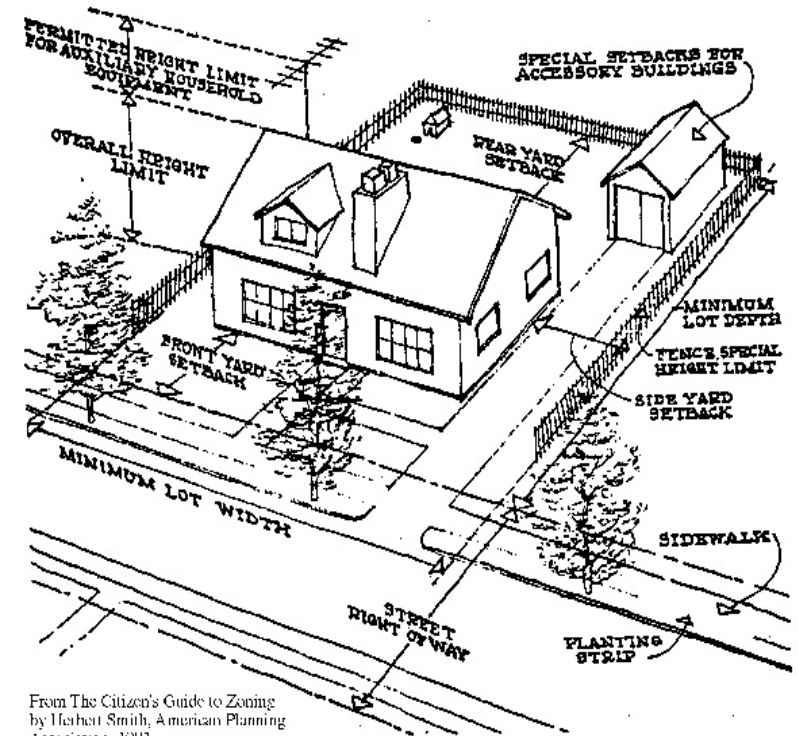 PERMITTED HEIGHT LIMIT
FOR AUXILIARY HOUSEHOLD
EQUIPMENT
SPECIAL SETBACKS FOR
ACCESSORY BUILDINGS
OVERALL HEIGHT
LIMIT
REAR YARD
SETBACK
MINIMUM
LOT DEPTH
FRONT YARD
SETBACK
FENCE SPECIAL
HEIGHT LIMIT
SIDE YARD
SETBACK
MINIMUM LOT WIDTH
SIDEWALK
STREET
RIGHT OF WAY
PLANTING
STRIP
From The Citizen's Guide to Zoning
by Herbert Smith, American Planning